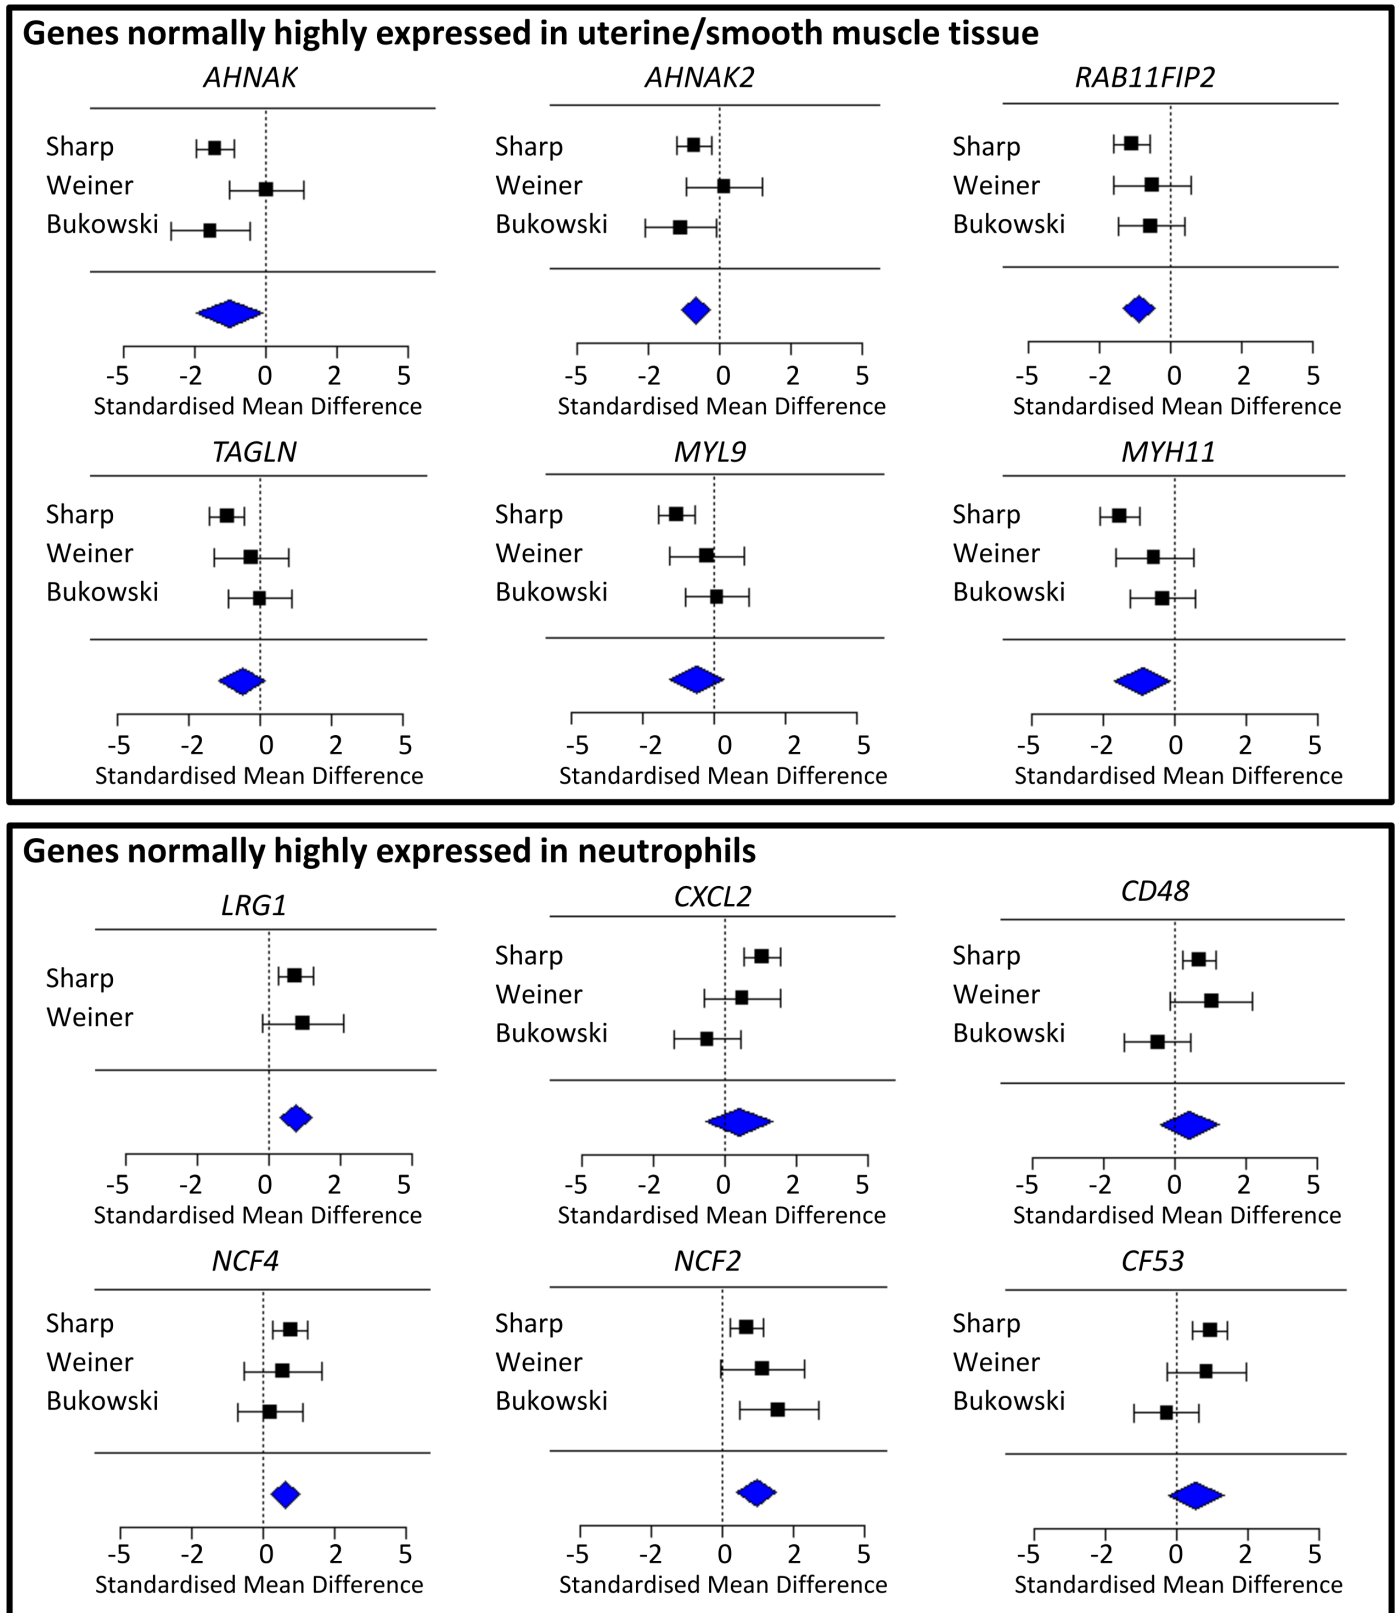 Genes normally highly expressed in uterine/smooth muscle tissue
AHNAK
Sharp
Weiner
Bukowski
-5 -2 0 2 5
Standardised Mean Difference
AHNAK2
Sharp
Weiner
Bukowski
-5 -2 0 2 5
Standardised Mean Difference
RAB11FIP2
Sharp
Weiner
Bukowski
-5 -2 0 2 5
Standardised Mean Difference
TAGLN
Sharp
Weiner
Bukowski
-5 -2 0 2 5
Standardised Mean Difference
MYL9
Sharp
Weiner
Bukowski
-5 -2 0 2 5
Standardised Mean Difference
MYH11
Sharp
Weiner
Bukowski
-5 -2 0 2 5
Standardised Mean Difference
Genes normally highly expressed in neutrophils
LRG1
Sharp
Weiner
-5 -2 0 2 5
Standardised Mean Difference
CXCL2
Sharp
Weiner
Bukowski
-5 -2 0 2 5
Standardised Mean Difference
CD48
Sharp
Weiner
Bukowski
-5 -2 0 2 5
Standardised Mean Difference
NCF4
Sharp
Weiner
Bukowski
-5 -2 0 2 5
Standardised Mean Difference
NCF2
Sharp
Weiner
Bukowski
-5 -2 0 2 5
Standardised Mean Difference
CF53
Sharp
Weiner
Bukowski
-5 -2 0 2 5
Standardised Mean Difference